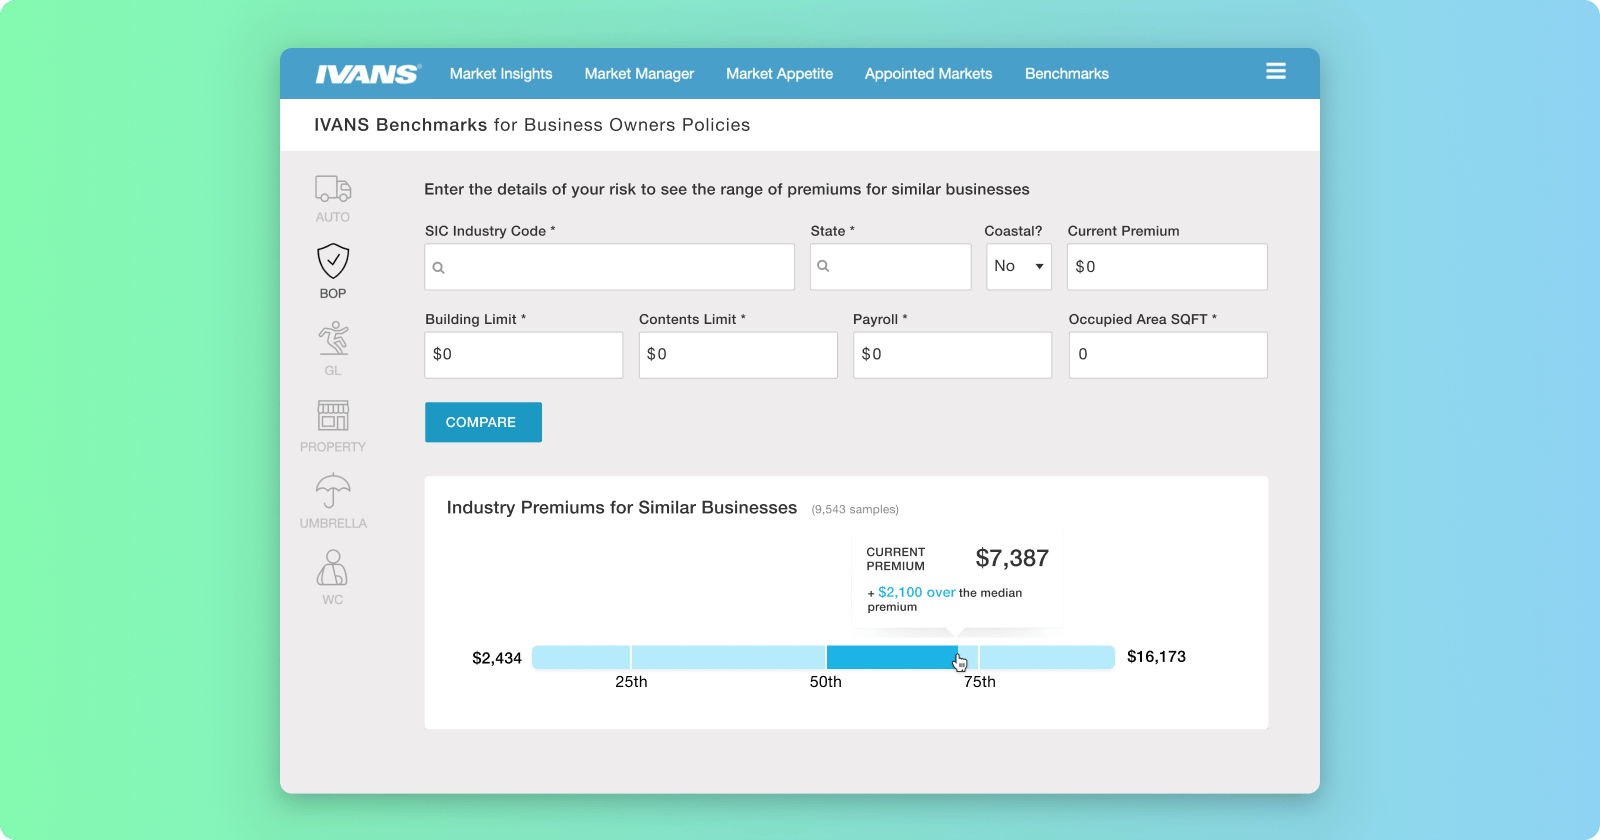 IVANS® Market Insights Market Manager Market Appetite Appointed Markets Benchmarks
IVANS Benchmarks for Business Owners Policies
AUTO
BOP
GL
PROPERTY
UMBRELLA
WC
Enter the details of your risk to see the range of premiums for similar businesses
SIC Industry Code * State * Coastal? Current Premium
No $0
Building Limit * Contents Limit * Payroll * Occupied Area SQFT *
$0 $0 $0 0
COMPARE
Industry Premiums for Similar Businesses (9,543 samples)
CURRENT
PREMIUM
$7,387
+ $2,100 over the median
premium
$2,434 $16,173
25th 50th 75th